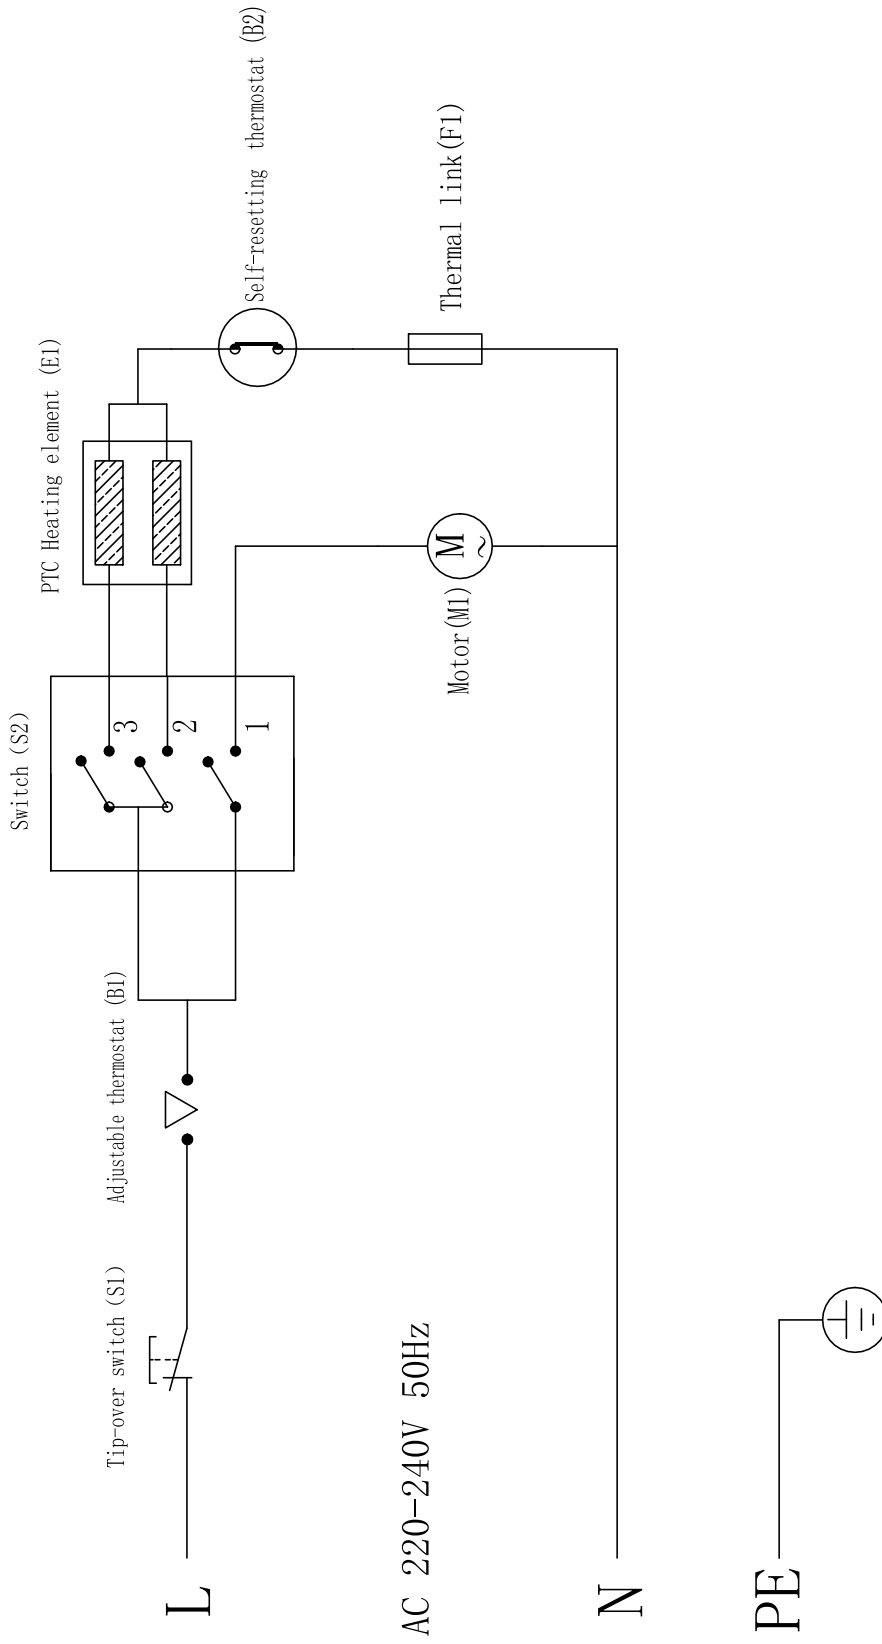 Tip-over switch (S1)
Adjustable thermostat (B1)
Switch (S2)
PTC Heating element (E1)
Self-resetting thermostat (B2)
3
2
1
L
Motor(M1)
M
~
Thermal link(F1)
AC 220-240V 50Hz
N
PE